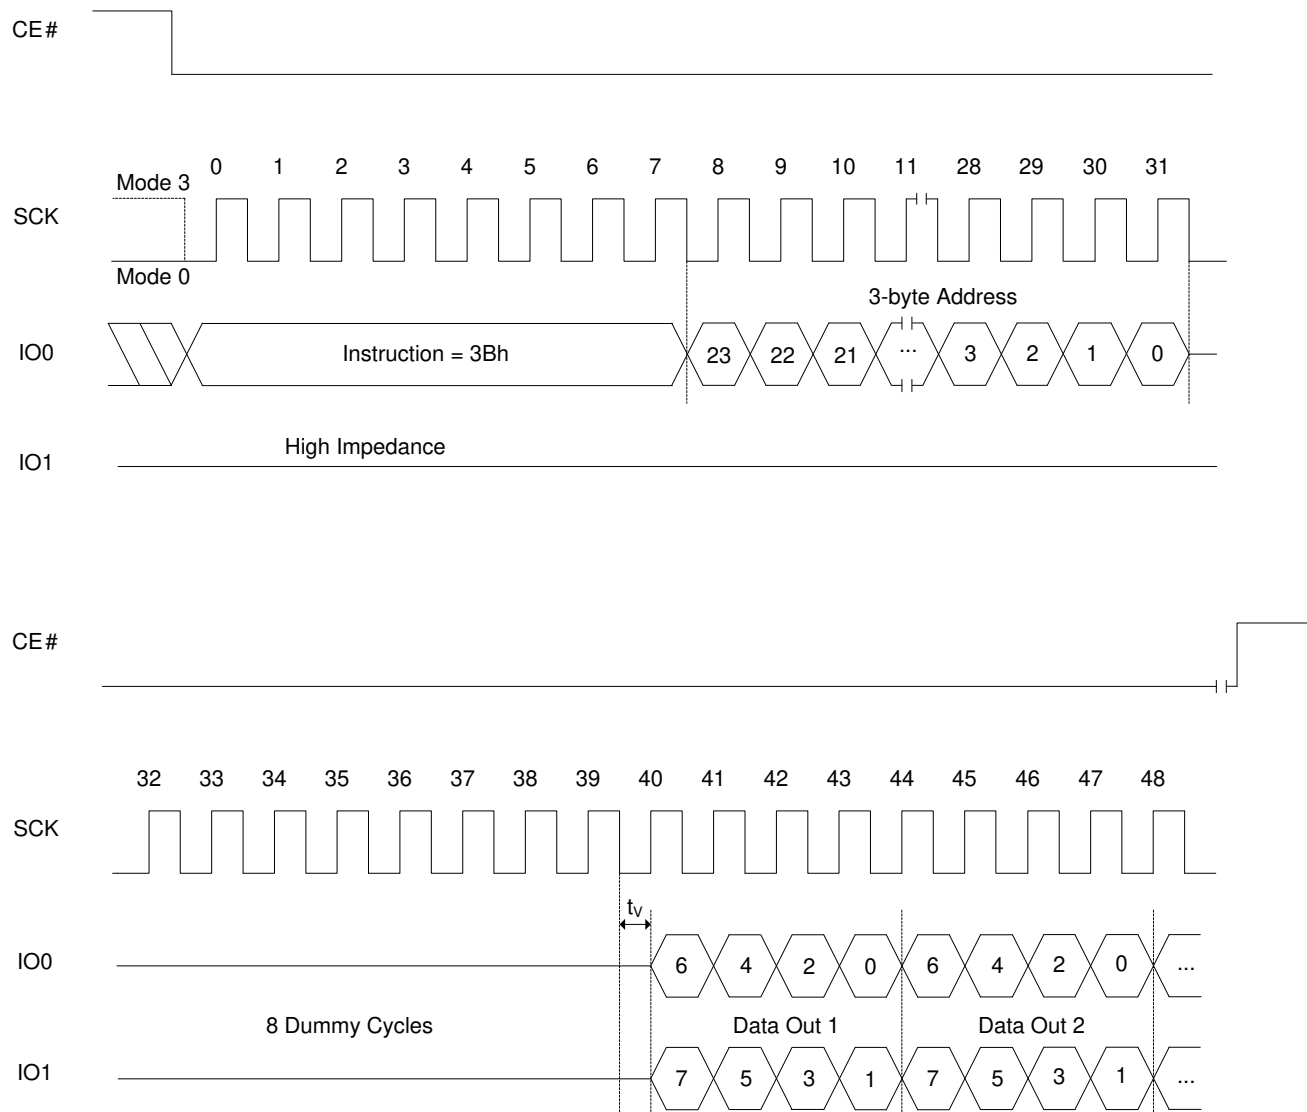 CE#
0 1 2 3 4 5 6 7 8 9 10 11 28 29 30 31
Mode 3
SCK
Mode 0
3-byte Address
IO0 Instruction = 3Bh 23 22 21 ... 3 2 1 0
High Impedance
IO1
CE#
32 33 34 35 36 37 38 39 40 41 42 43 44 45 46 47 48
SCK
tV
IO0 6 4 2 0 6 4 2 0 ...
8 Dummy Cycles Data Out 1 Data Out 2
IO1 7 5 3 1 7 5 3 1 ...